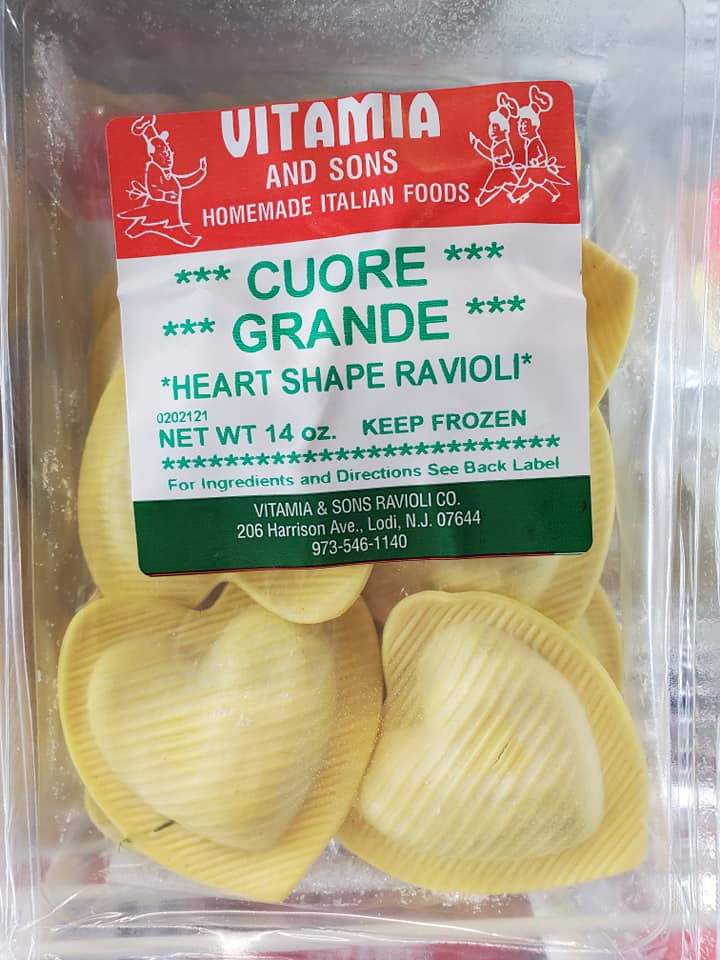 VITAMIA
AND SONS
HOMEMADE ITALIAN FOODS
*** CUORE ***
*** GRANDE ***
*HEART SHAPE RAVIOLI*
0202121
NET WT 14 oz. KEEP FROZEN
*************************
For Ingredients and Directions See Back Label
VITAMIA & SONS RAVIOLI CO.
206 Harrison Ave., Lodi, N.J. 07644
973-546-1140